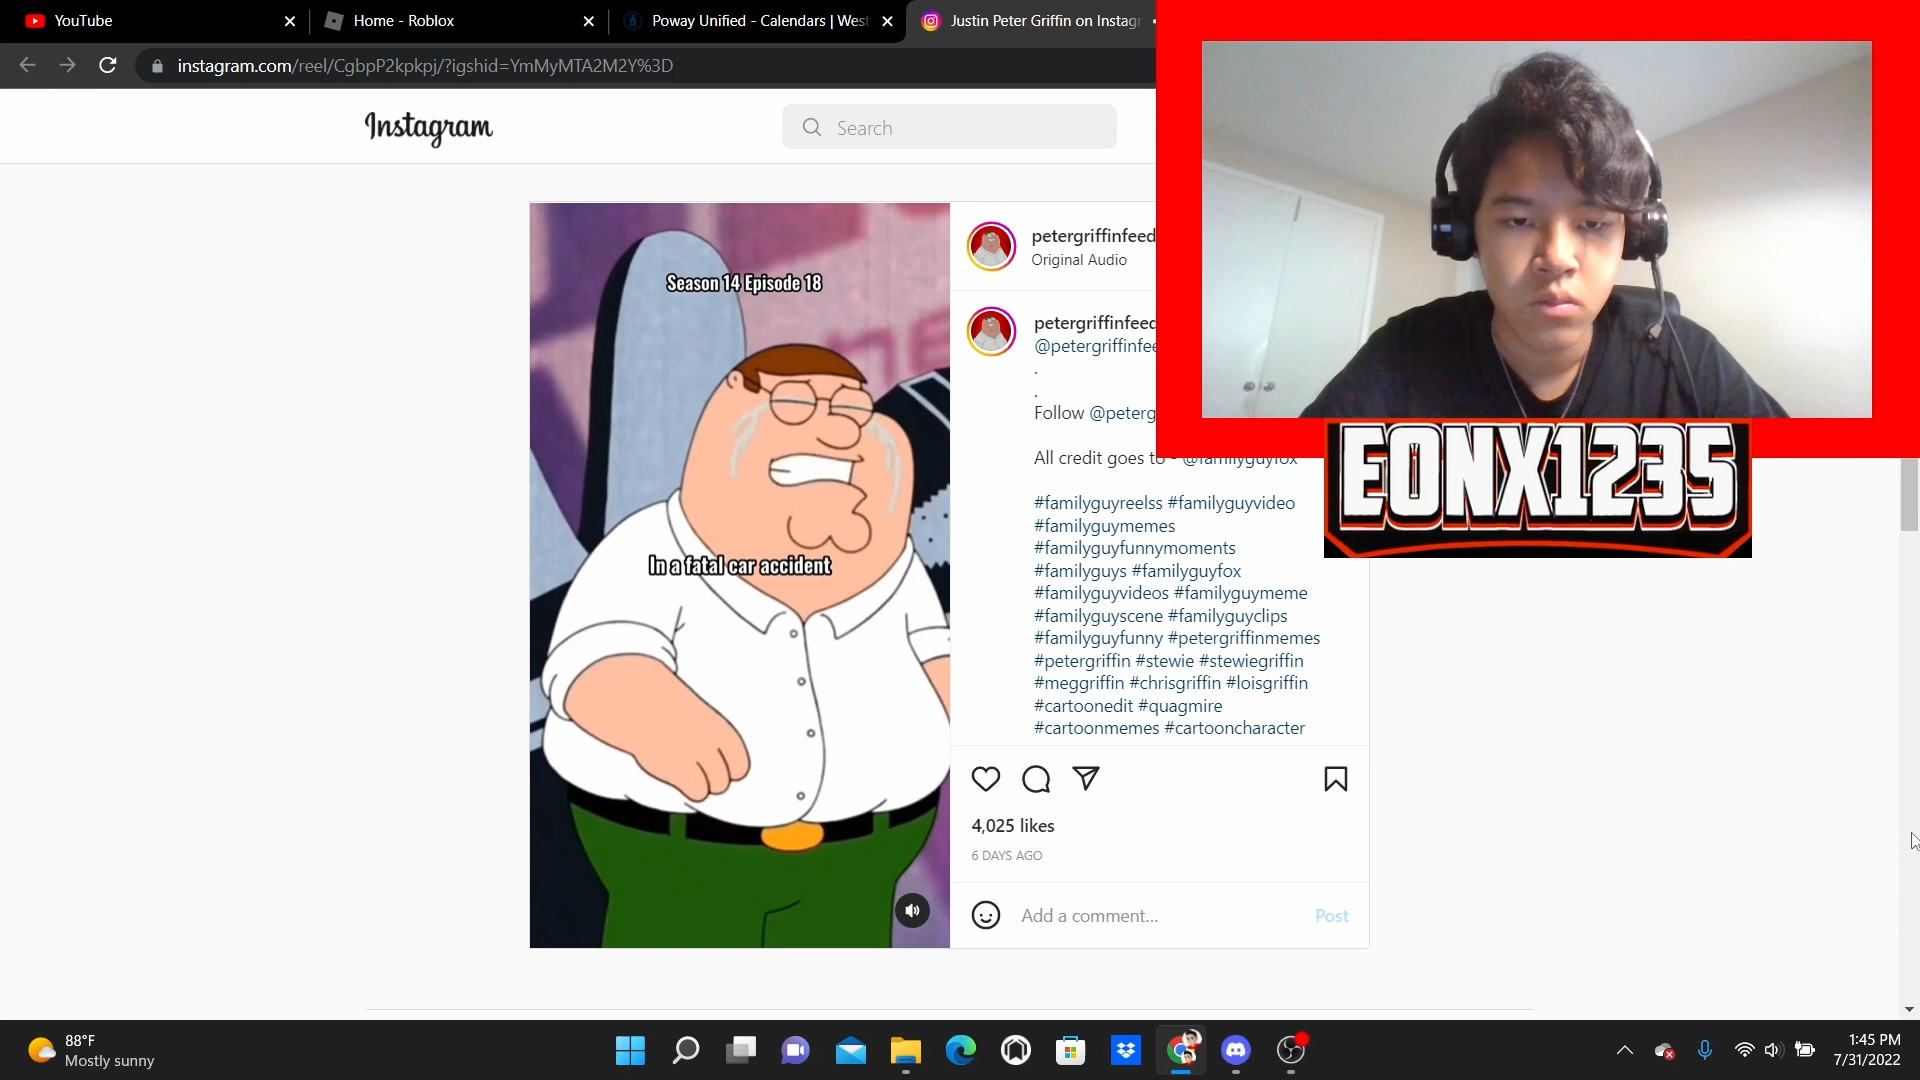 YouTube
Home - Roblox
Poway Unified - Calendars | West
Justin Peter Griffin on Instagr
instagram.com/reel/CgbpP2kpkpj/?igshid=YmMyMTA2M2Y%3D
Instagram
Search
Season 14 Episode 18
In a fatal car accident
petergriffinfeed
Original Audio
petergriffinfeed
@petergriffinfee
.
.
Follow @peterg
All credit goes to - @familyguyfox
#familyguyreelss #familyguyvideo
#familyguymemes
#familyguyfunnymoments
#familyguys #familyguyfox
#familyguyvideos #familyguymeme
#familyguyscene #familyguyclips
#familyguyfunny #petergriffinmemes
#petergriffin #stewie #stewiegriffin
#meggriffin #chrisgriffin #loisgriffin
#cartoonedit #quagmire
#cartoonmemes #cartooncharacter
4,025 likes
6 DAYS AGO
Add a comment...
Post
EONX1235
88°F
Mostly sunny
1:45 PM
7/31/2022